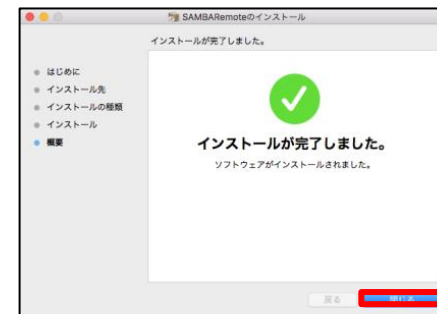 SAMBARemoteのインストール
インストールが完了しました。
はじめに
インストール先
インストールの種類
インストール
概要
インストールが完了しました。
ソフトウェアがインストールされました。
戻る
閉じる